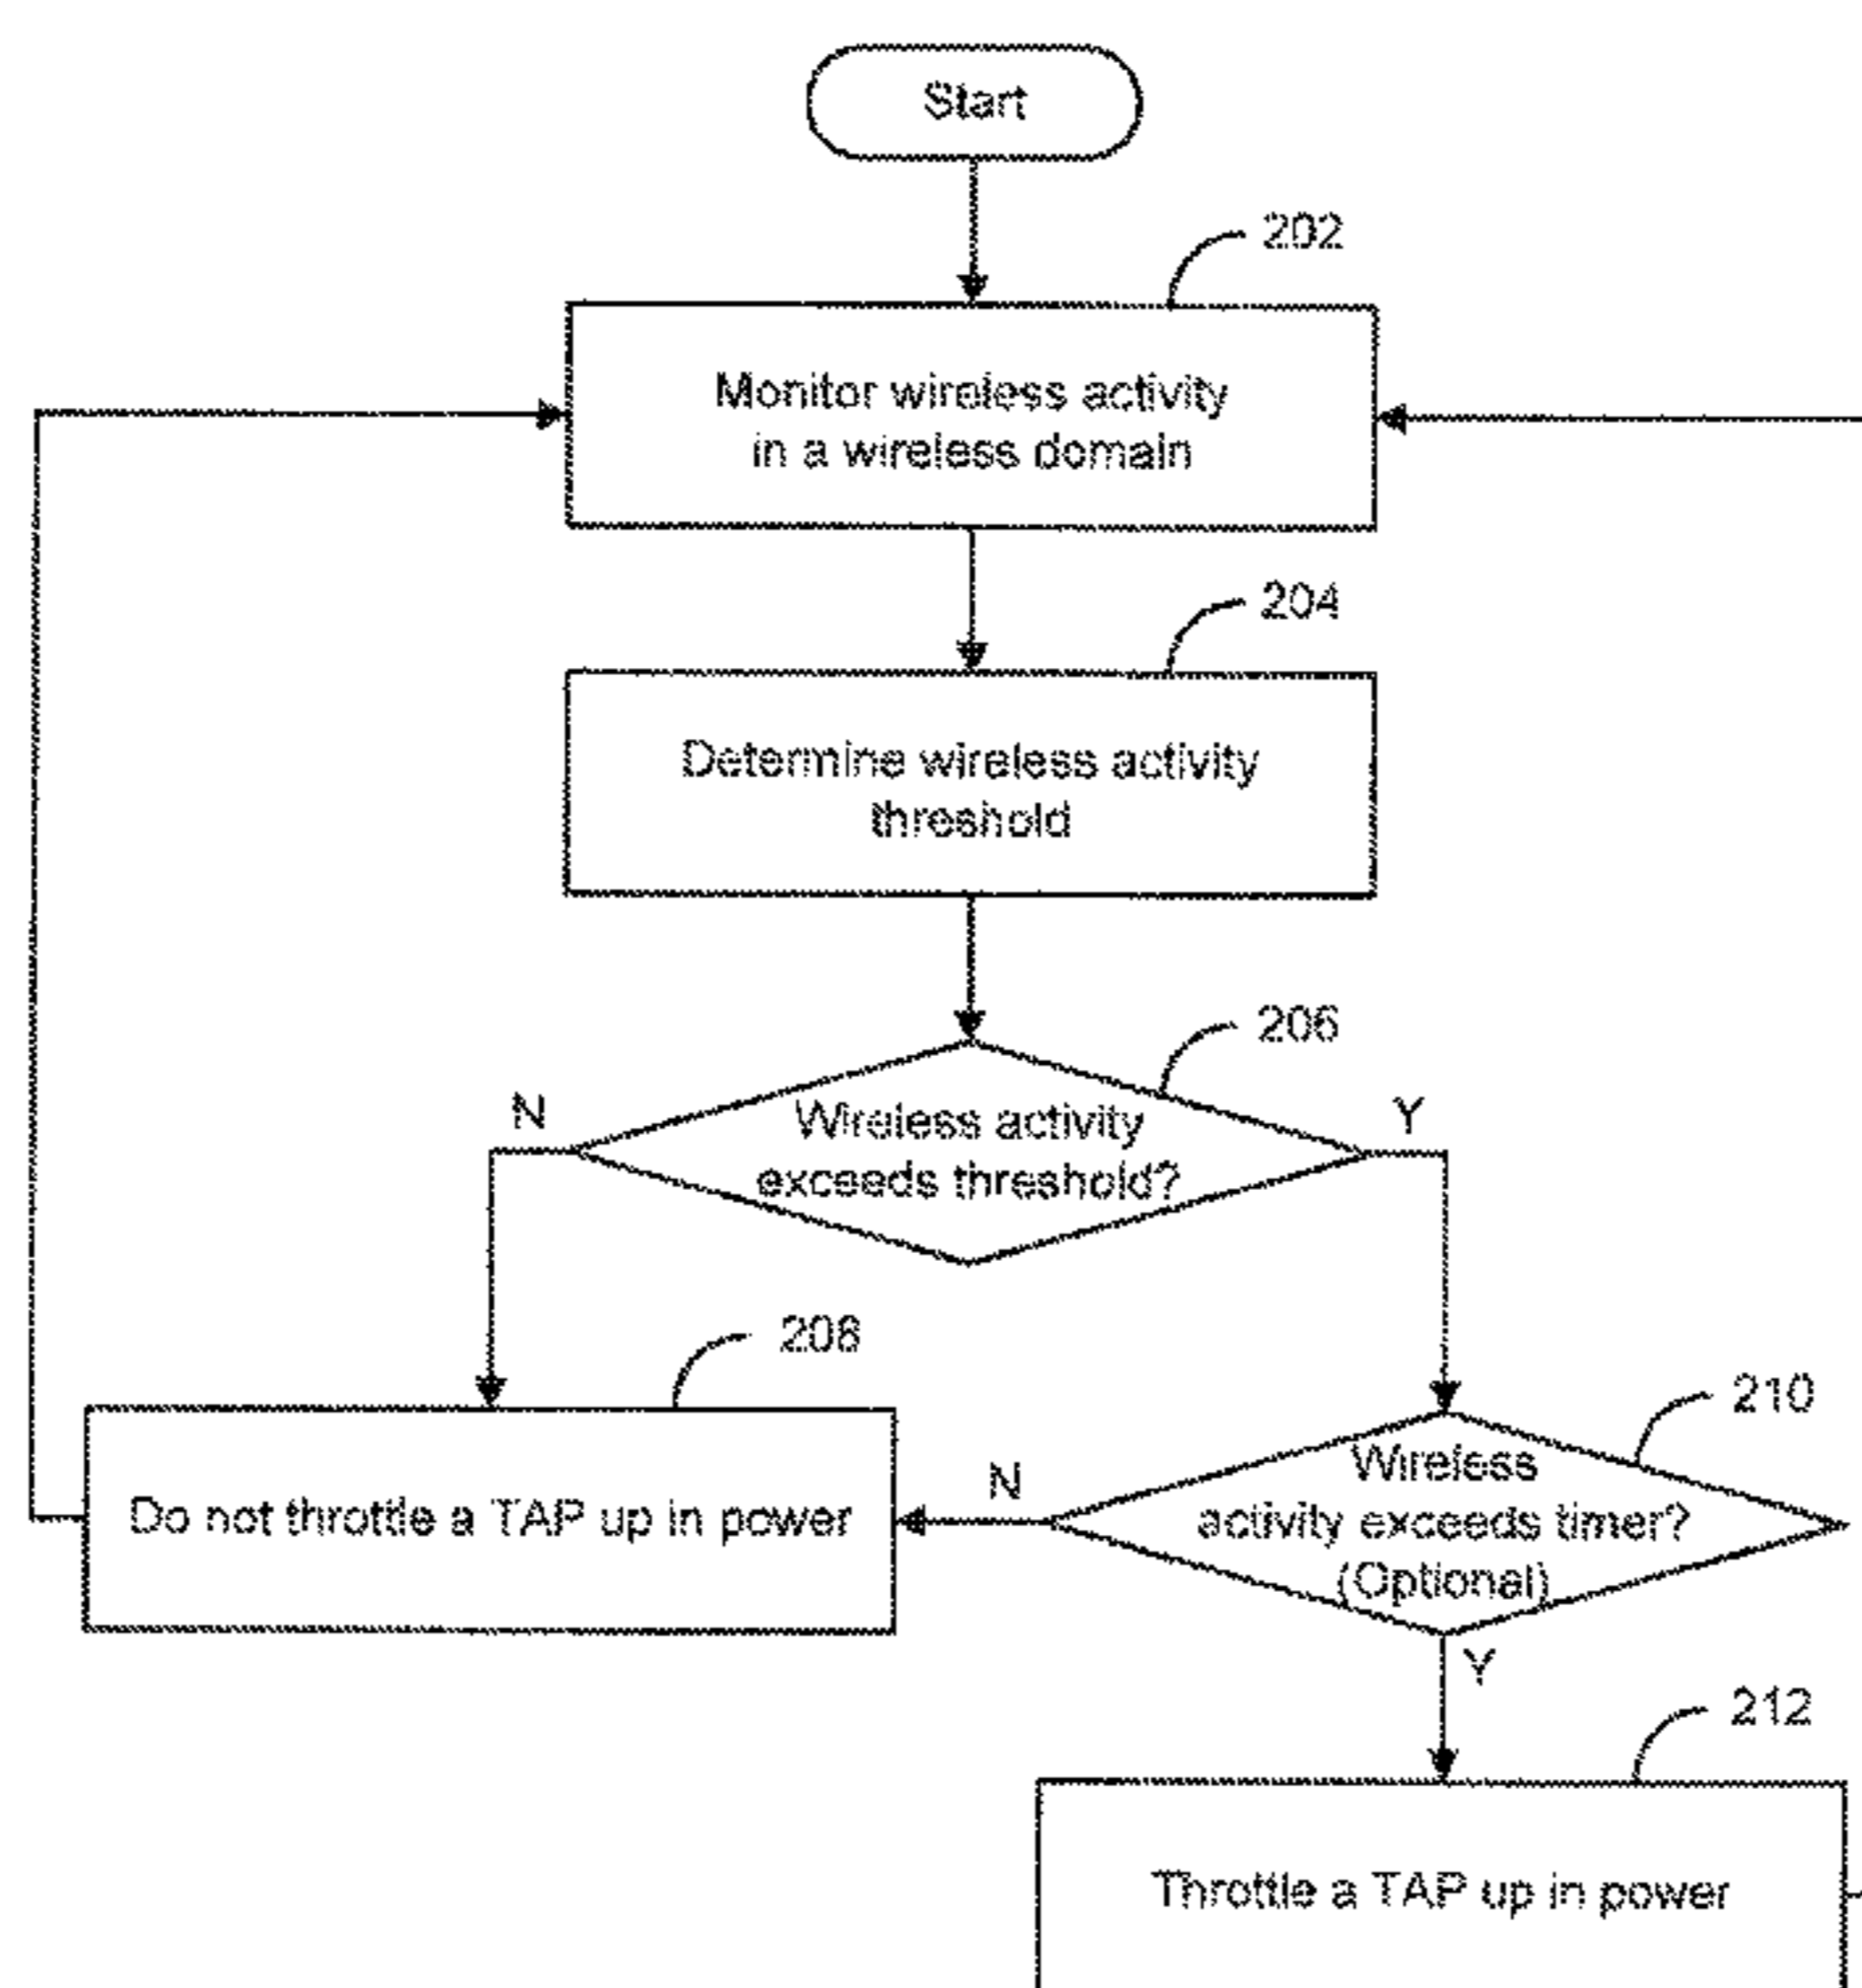 Start
202
Monitor wireless activity
in a wireless domain
204
Determine wireless activity
threshold
206
N
Y
Wireless activity
exceeds threshold?
208
210
Wireless
activity exceeds timer?
(Optional)
N
Do not throttle a TAP up in power
Y
212
Throttle a TAP up in power